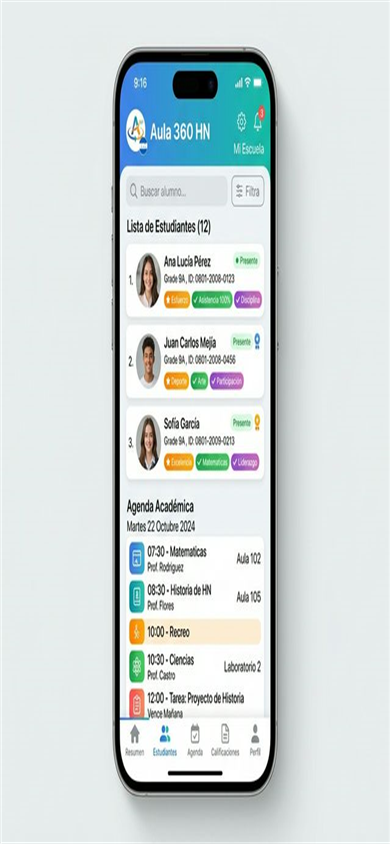 9:16
Aula 360 HN
3
Mi Escuela
Buscar alumno...
Filtra
Lista de Estudiantes (12)
1.
Ana Lucía Pérez
Presente
Grade 9A, ID: 0801-2008-0123
Esfuerzo
Asistencia 100%
Disciplina
2.
Juan Carlos Mejía
Presente
Grade 9A, ID: 0801-2008-0456
Deporte
Arte
Participación
3.
Sofía García
Presente
Grade 9A, ID: 0801-2009-0213
Excelencia
Matematicas
Liderazgo
Agenda Académica
Martes 22 Octubre 2024
07:30 - Matematicas
Prof. Rodriguez
Aula 102
08:30 - Historia de HN
Prof. Flores
Aula 105
10:00 - Recreo
10:30 - Ciencias
Prof. Castro
Laboratorio 2
12:00 - Tarea: Proyecto de Historia
Vence Mañana
Resumen
Estudiantes
Agenda
Calificaciones
Perfil